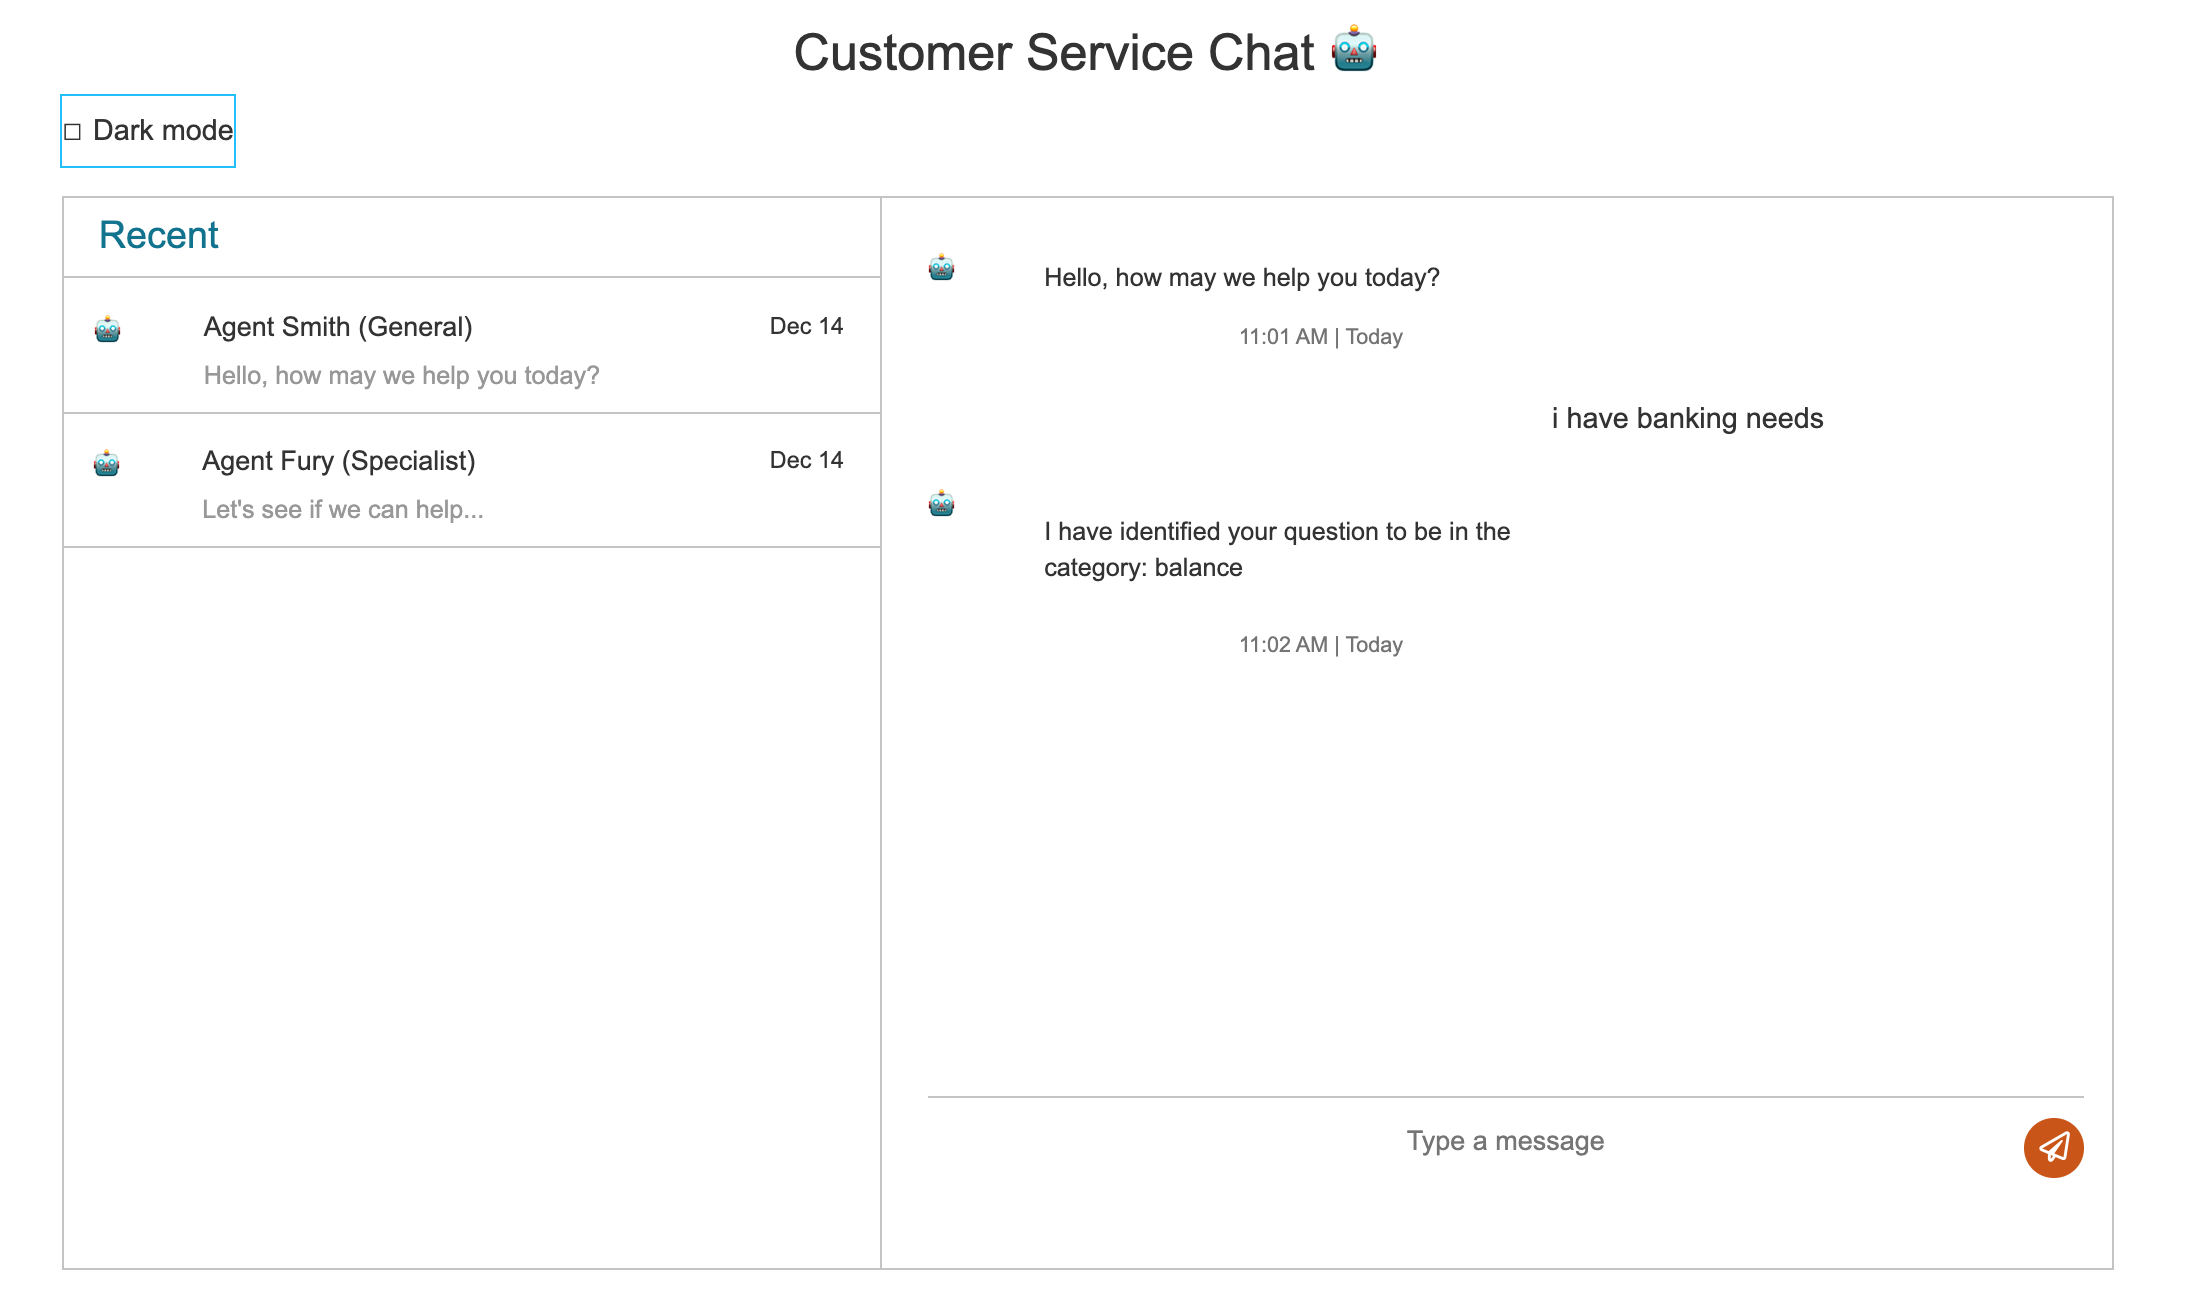 Customer Service Chat 🤖
Dark mode
Recent
Agent Smith (General)
Dec 14
Hello, how may we help you today?
Agent Fury (Specialist)
Dec 14
Let's see if we can help...
Hello, how may we help you today?
11:01 AM | Today
i have banking needs
I have identified your question to be in the
category: balance
11:02 AM | Today
Type a message